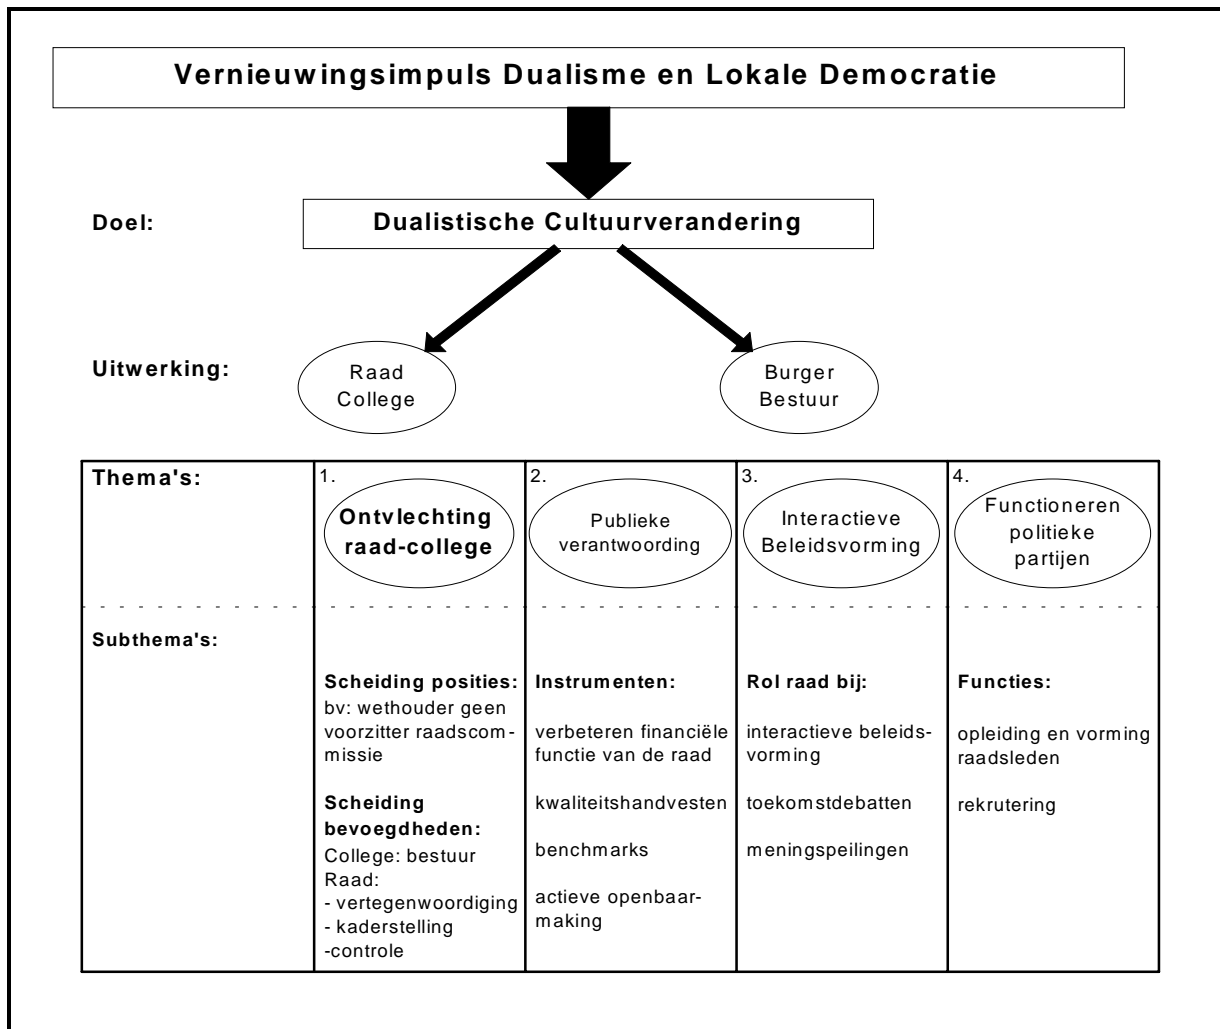 Vernieuwingsimpuls Dualisme en Lokale Democratie
Doel:
Dualistische Cultuurverandering
Uitwerking:
Raad
College
Burger
Bestuur
Thema's:
1.
Ontvlechting
raad-college
2.
Publieke
verantwoording
3.
Interactieve
Beleidsvorming
4.
Functioneren
politieke
partijen
Subthema's:
Scheiding posities:
bv: wethouder geen
voorzitter raadscom-
missie
Scheiding
bevoegdheden:
College: bestuur
Raad:
- vertegenwoordiging
- kaderstelling
-controle
Instrumenten:
verbeteren financiële
functie van de raad
kwaliteitshandvesten
benchmarks
actieve openbaar-
making
Rol raad bij:
interactieve beleids-
vorming
toekomstdebatten
meningspeilingen
Functies:
opleiding en vorming
raadsleden
rekrutering